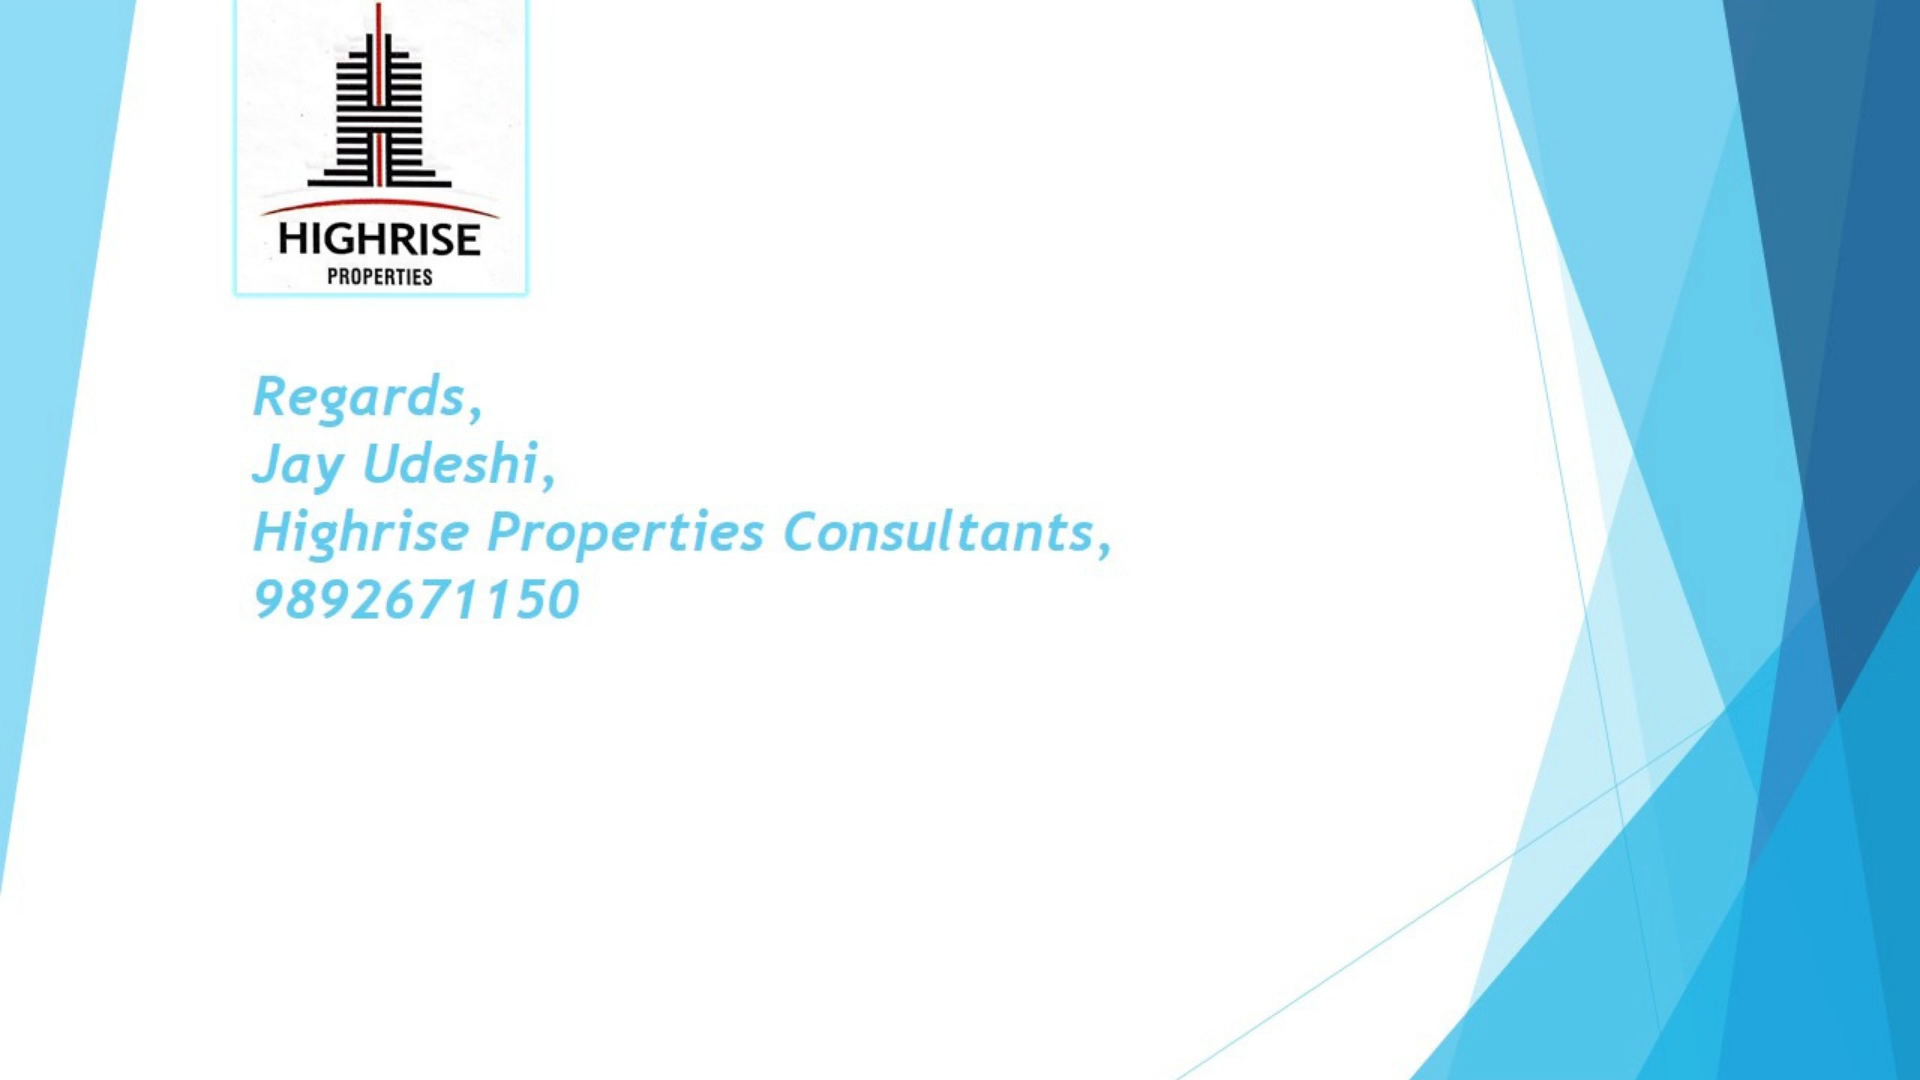 HIGHRISE
PROPERTIES
Regards,
Jay Udeshi,
Highrise Properties Consultants,
9892671150